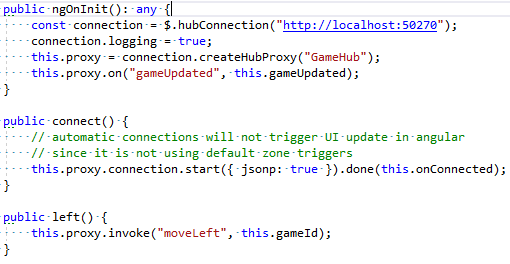 public ngOnInit(): any {
    const connection = $.hubConnection("http://localhost:50270");
    connection.logging = true;
    this.proxy = connection.createHubProxy("GameHub");
    this.proxy.on("gameUpdated", this.gameUpdated);
}

public connect() {
    // automatic connections will not trigger UI update in angular
    // since it is not using default zone triggers
    this.proxy.connection.start({ jsonp: true }).done(this.onConnected);
}

public left() {
    this.proxy.invoke("moveLeft", this.gameId);
}